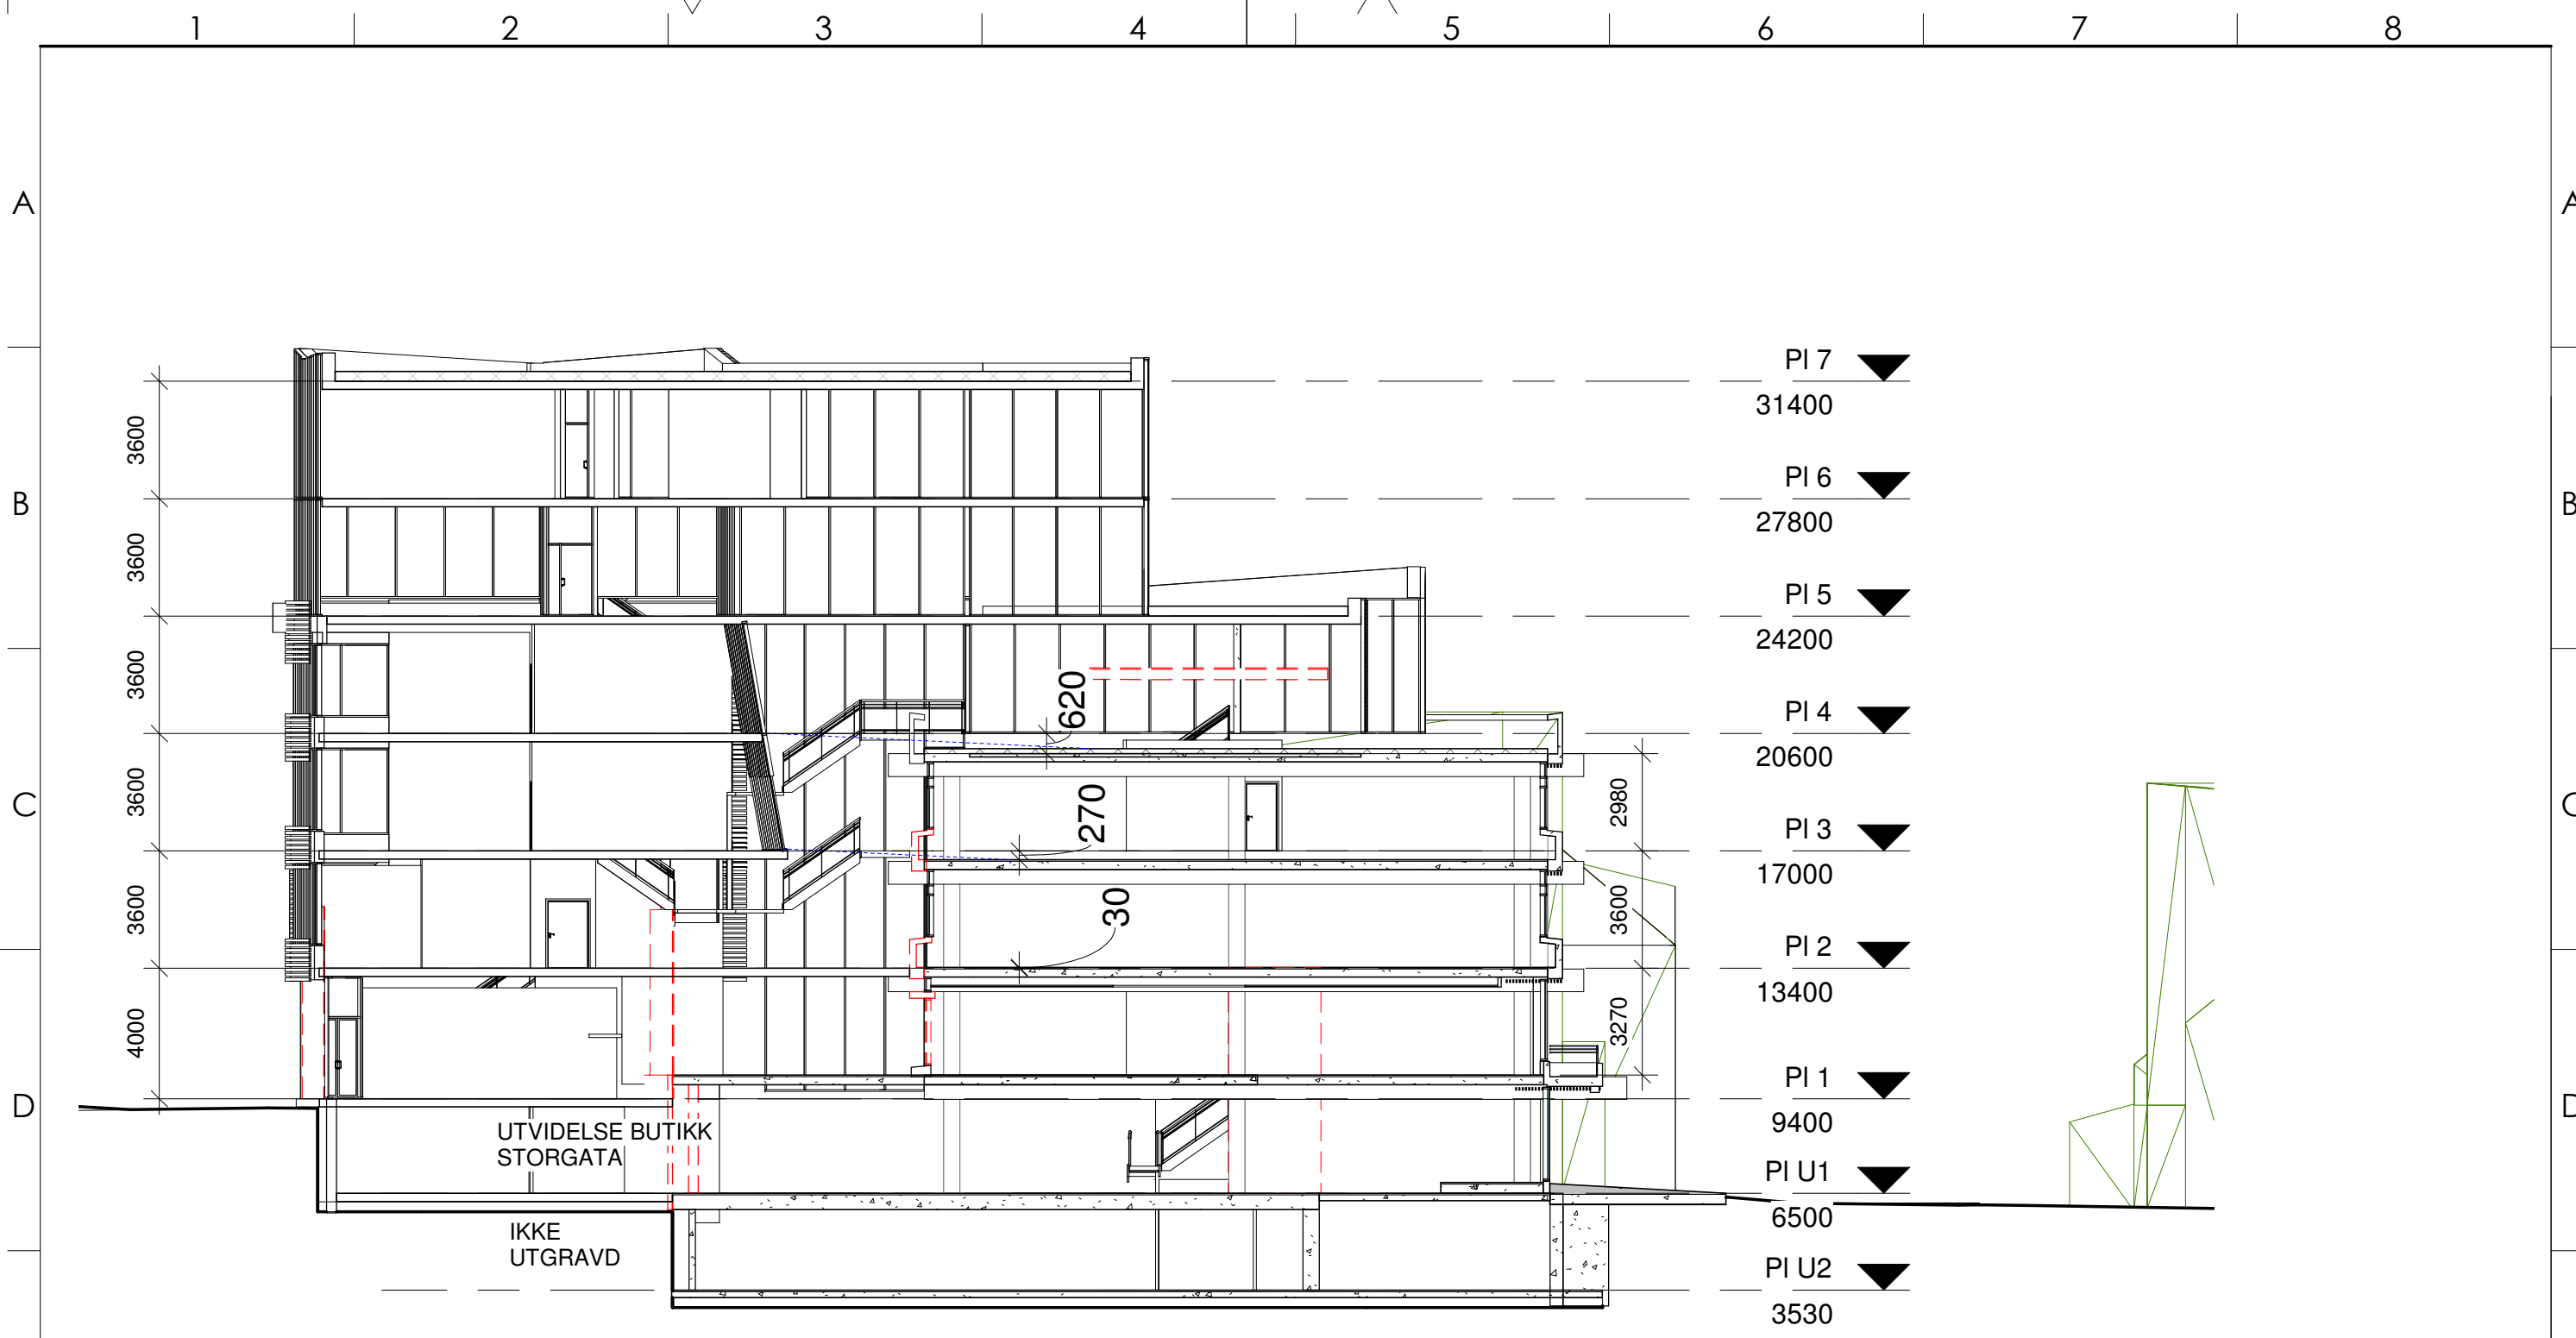 1 2 3 4 5 6 7 8
A A
Pl 7
31400
3600
Pl 6
27800
B B
3600
Pl 5
24200
3600
620
Pl 4
20600
C C
3600
270
2980
Pl 3
17000
3600
30
3600
Pl 2
13400
4000
3270
Pl 1
9400
D D
UTVIDELSE BUTIKK
STORGATA
Pl U1
6500
IKKE
UTGRAVD
Pl U2
3530